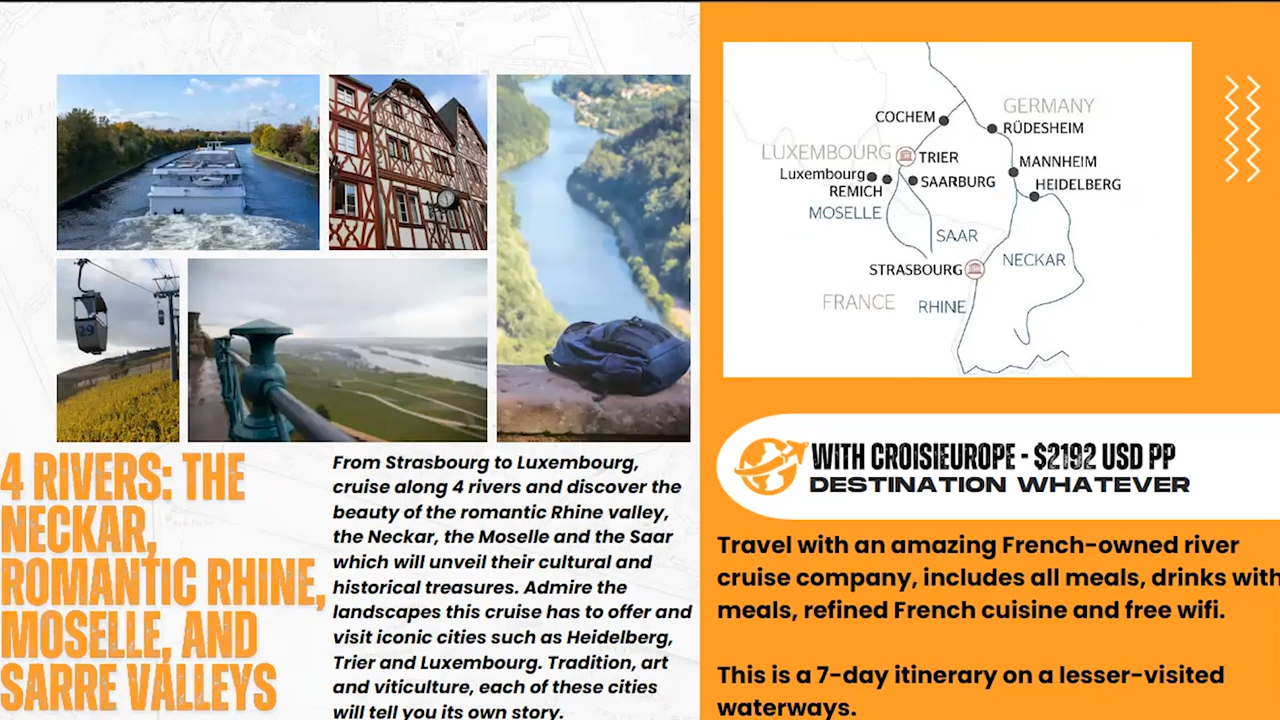 29
4 RIVERS: THE
NECKAR,
ROMANTIC RHINE,
MOSELLE, AND
SARRE VALLEYS
From Strasbourg to Luxembourg,
cruise along 4 rivers and discover the
beauty of the romantic Rhine valley,
the Neckar, the Moselle and the Saar
which will unveil their cultural and
historical treasures. Admire the
landscapes this cruise has to offer and
visit iconic cities such as Heidelberg,
Trier and Luxembourg. Tradition, art
and viticulture, each of these cities
will tell you its own story.
GERMANY
COCHEM
RÜDESHEIM
LUXEMBOURG
TRIER
MANNHEIM
Luxembourg
SAARBURG
HEIDELBERG
REMICH
MOSELLE
SAAR
NECKAR
STRASBOURG
FRANCE
RHINE
WITH CROISIEUROPE - $2192 USD PP
DESTINATION WHATEVER
Travel with an amazing French-owned river
cruise company, includes all meals, drinks with
meals, refined French cuisine and free wifi.
This is a 7-day itinerary on a lesser-visited
waterways.